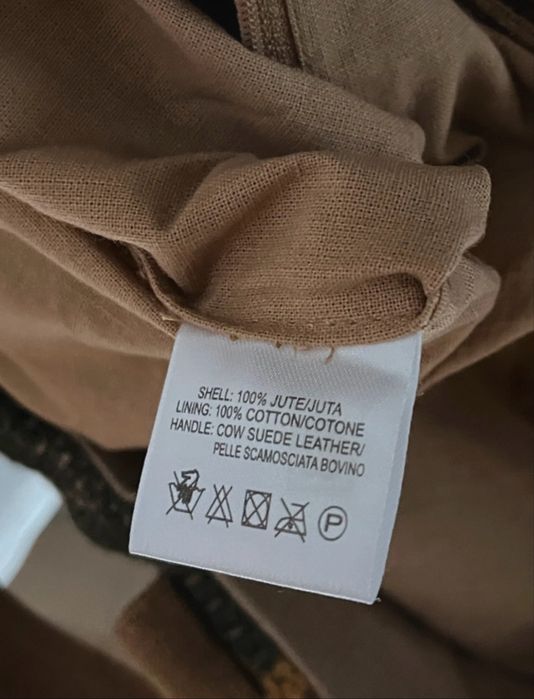 SHELL: 100% JUTE/JUTA
LINING: 100% COTTON/COTONE
HANDLE: COW SUEDE LEATHER/
PELLE SCAMOSCIATA BOVINO
P